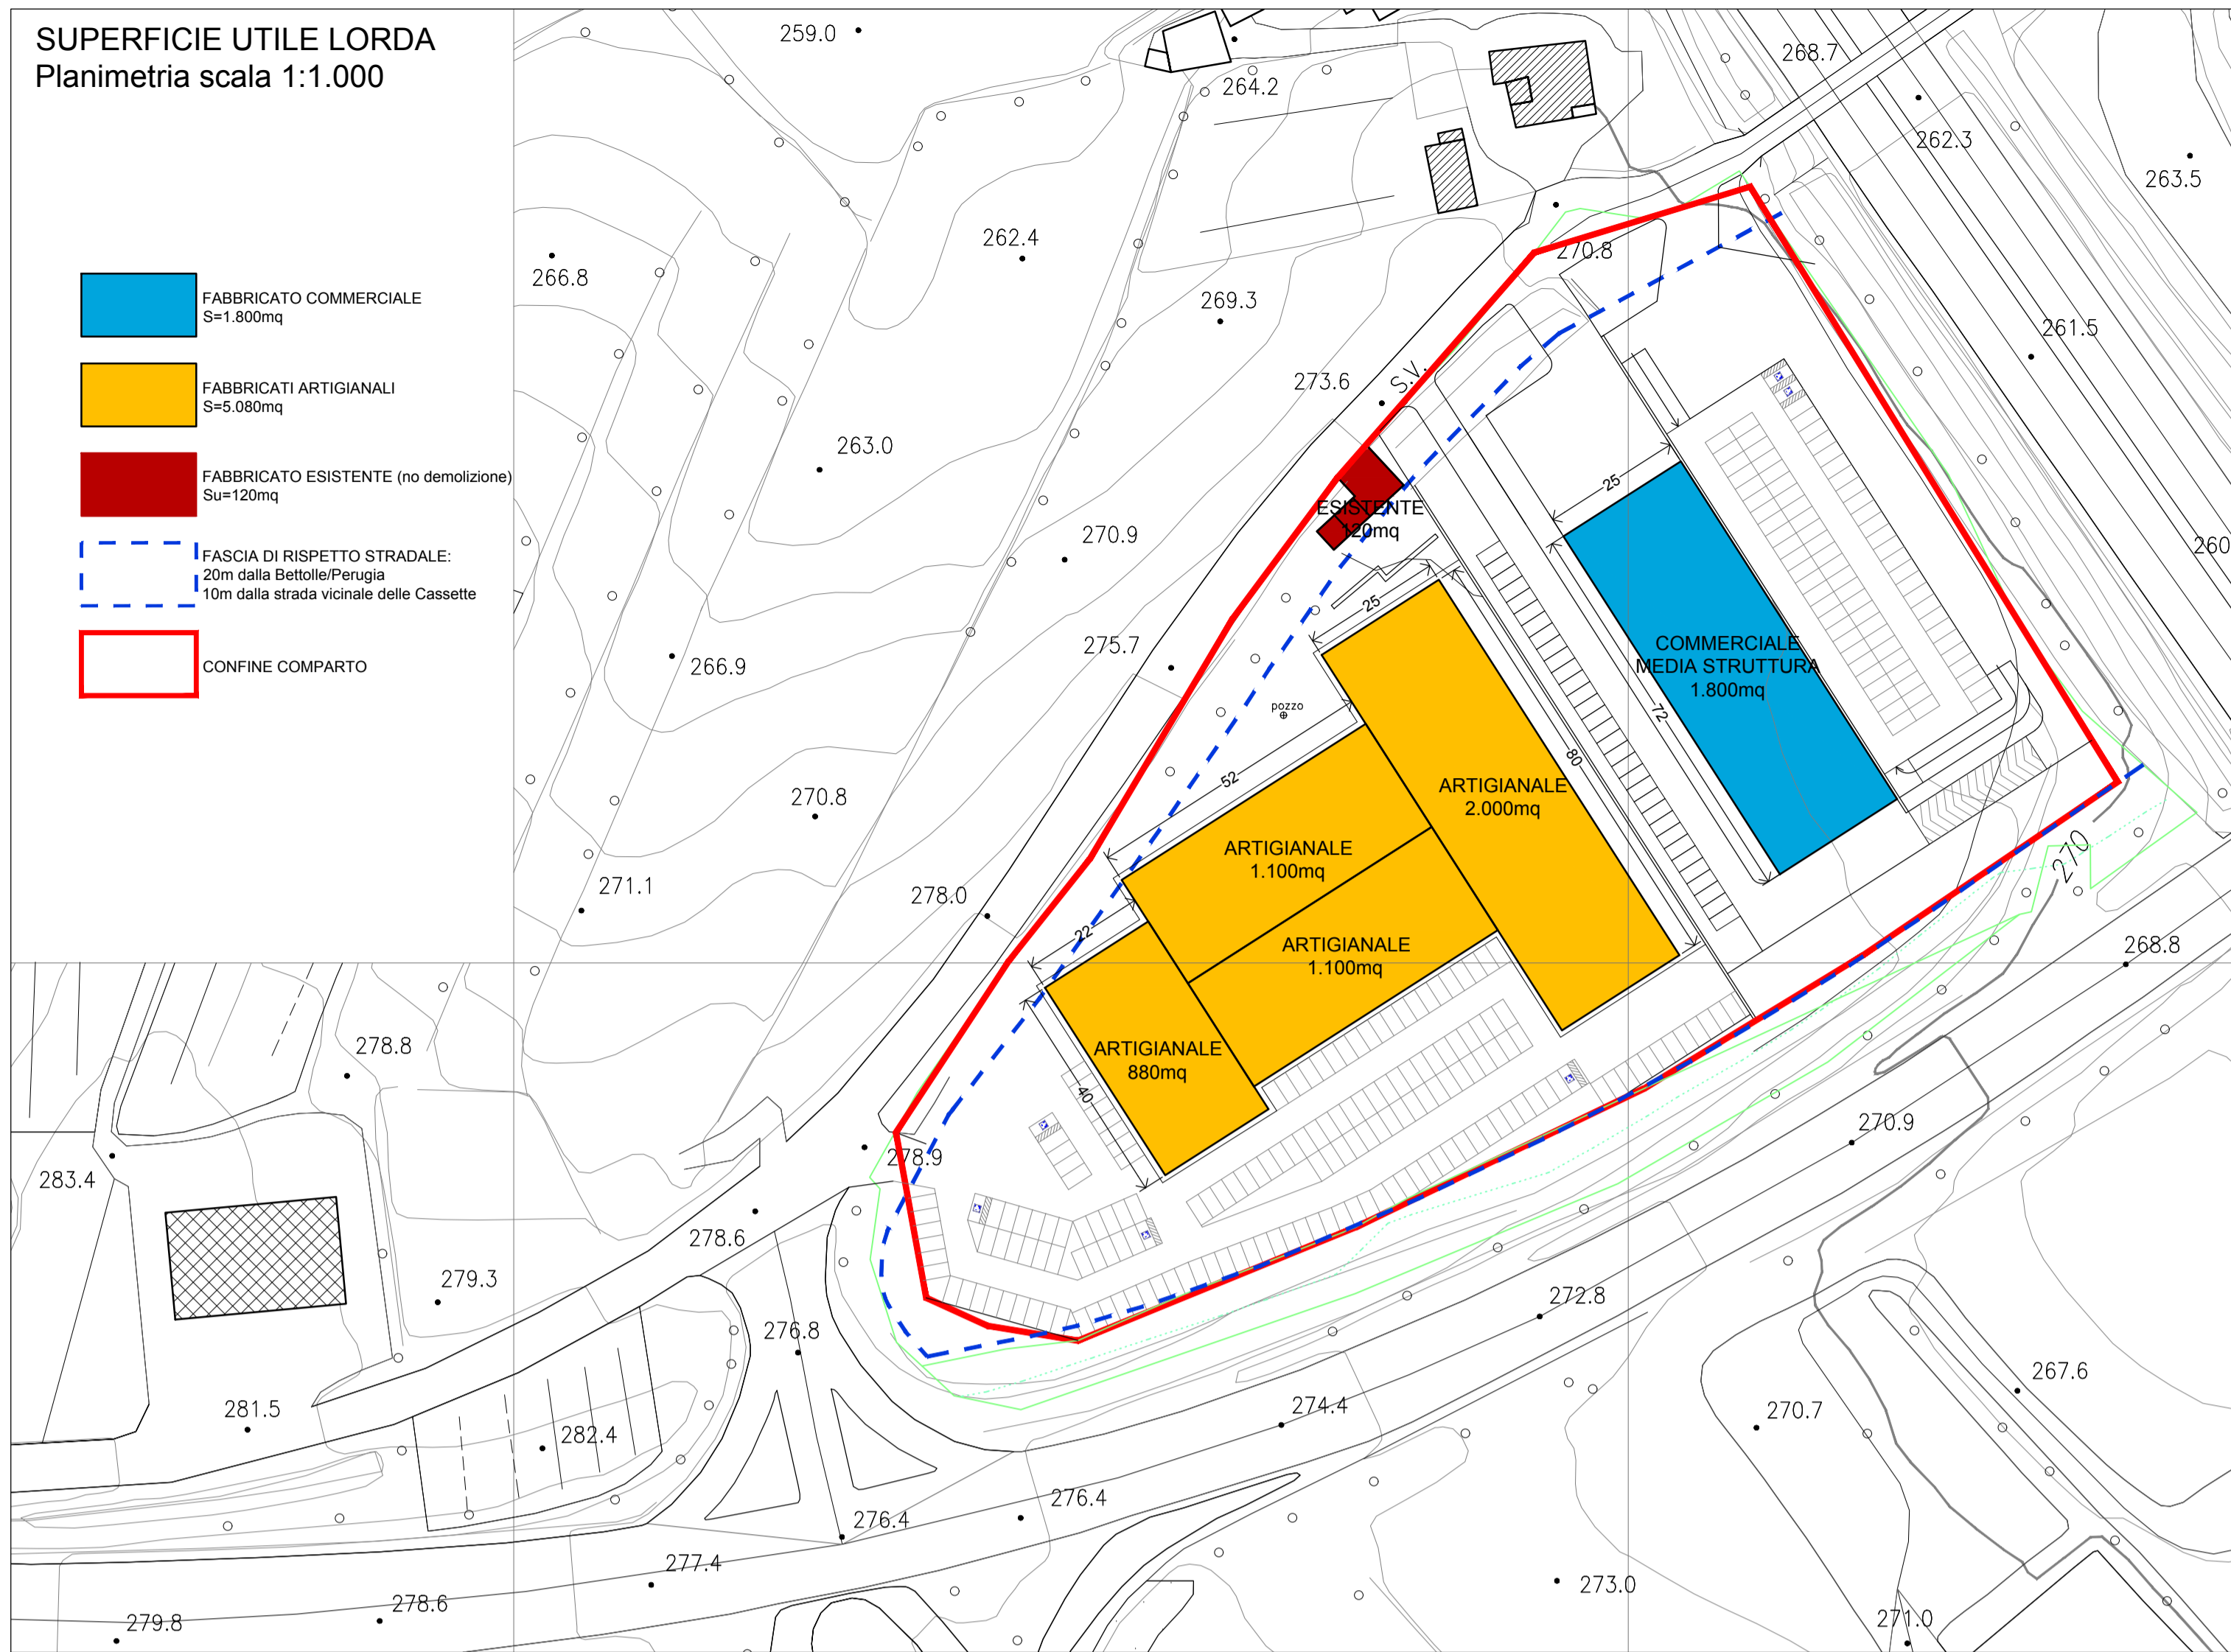 SUPERFICIE UTILE LORDA
Planimetria scala 1:1.000
FABBRICATO COMMERCIALE
S=1.800mq
FABBRICATI ARTIGIANALI
S=5.080mq
FABBRICATO ESISTENTE (no demolizione)
Su=120mq
FASCIA DI RISPETTO STRADALE:
20m dalla Bettolle/Perugia
10m dalla strada vicinale delle Cassette
CONFINE COMPARTO
259.0
264.2
268.7
262.3
263.5
266.8
262.4
269.3
270.8
261.5
273.6
S.V.
263.0
270.9
260
25
ESISTENTE
120mq
25
266.9
275.7
pozzo
COMMERCIALE
MEDIA STRUTTURA
1.800mq
72
80
52
ARTIGIANALE
2.000mq
270.8
ARTIGIANALE
1.100mq
271.1
278.0
22
ARTIGIANALE
1.100mq
270
268.8
278.8
ARTIGIANALE
880mq
40
283.4
278.9
270.9
278.6
279.3
276.8
272.8
267.6
281.5
282.4
274.4
270.7
276.4
276.4
277.4
273.0
279.8
278.6
271.0